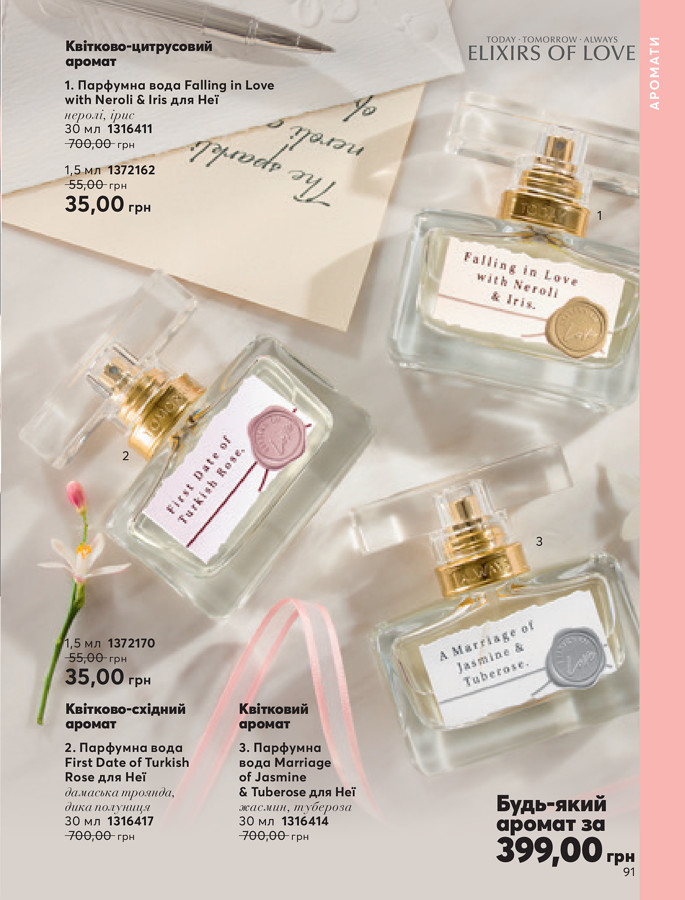 Квітково-цитрусовий
аромат
1. Парфумна вода Falling in Love
with Neroli & Iris для Неї
неролі, ірис
30 мл 1316411
700,00 грн
1,5 мл 1372162
55,00 грн
35,00 грн
TODAY · TOMORROW · ALWAYS
ELIXIRS OF LOVE
АРОМАТИ
The sparkl
neroli
of
TODAY
1
Falling in Love
with Neroli
& Iris.
2
First Date of
Turkish Rose.
3
ALWAYS
A Marriage of
Jasmine &
Tuberose.
1,5 мл 1372170
55,00 грн
35,00 грн
Квітково-східний
аромат
2. Парфумна вода
First Date of Turkish
Rose для Неї
дамаська троянда,
дика полуниця
30 мл 1316417
700,00 грн
Квітковий
аромат
3. Парфумна
вода Marriage
of Jasmine
& Tuberose для Неї
жасмин, тубероза
30 мл 1316414
700,00 грн
Будь-який
аромат за
399,00 грн
91